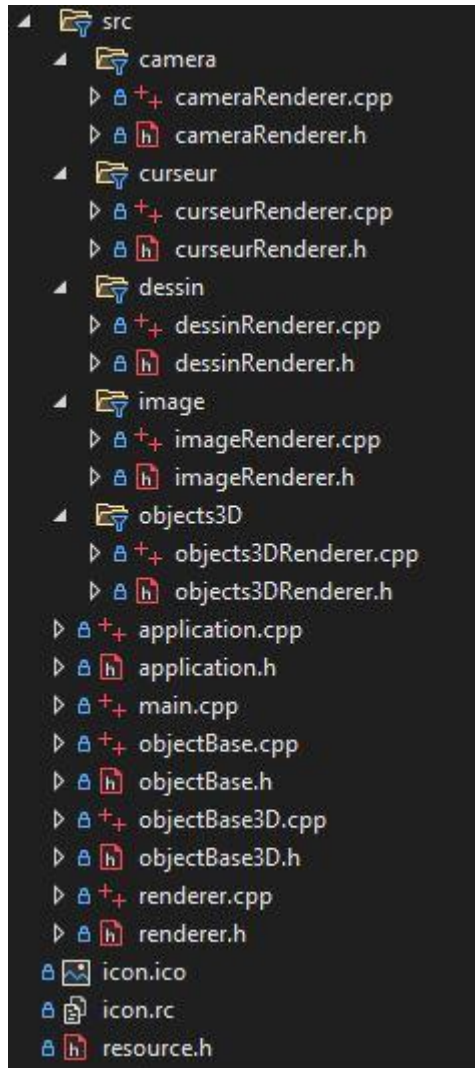 src
camera
cameraRenderer.cpp
cameraRenderer.h
curseur
curseurRenderer.cpp
curseurRenderer.h
dessin
dessinRenderer.cpp
dessinRenderer.h
image
imageRenderer.cpp
imageRenderer.h
objects3D
objects3DRenderer.cpp
objects3DRenderer.h
application.cpp
application.h
main.cpp
objectBase.cpp
objectBase.h
objectBase3D.cpp
objectBase3D.h
renderer.cpp
renderer.h
icon.ico
icon.rc
resource.h